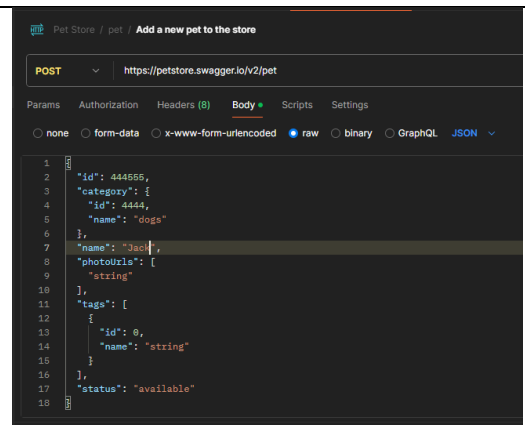 HTTP Pet Store / pet / Add a new pet to the store
POST https://petstore.swagger.io/v2/pet
Params Authorization Headers (8) Body Scripts Settings
none form-data x-www-form-urlencoded raw binary GraphQL JSON
1 {
2 "id": 444555,
3 "category": {
4 "id": 4444,
5 "name": "dogs"
6 },
7 "name": "Jack",
8 "photoUrls": [
9 "string"
10 ],
11 "tags": [
12 {
13 "id": 0,
14 "name": "string"
15 }
16 ],
17 "status": "available"
18 }